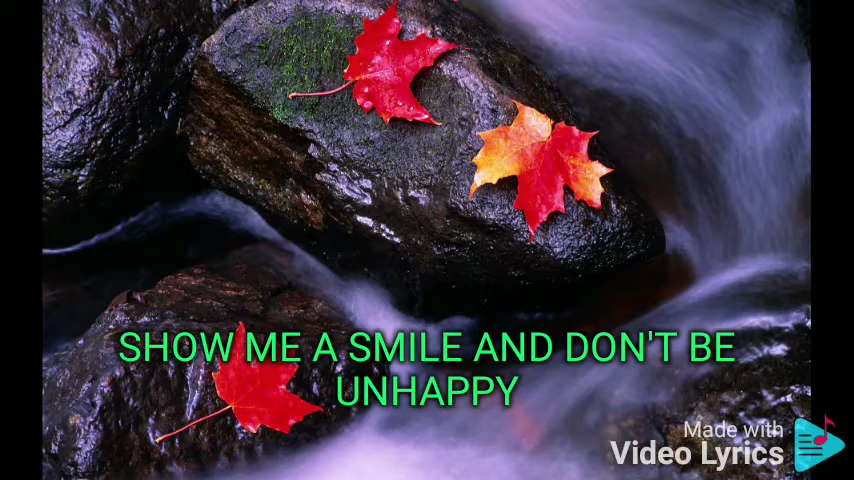 SHOW ME A SMILE AND DON'T BE
UNHAPPY
Made with
Video Lyrics